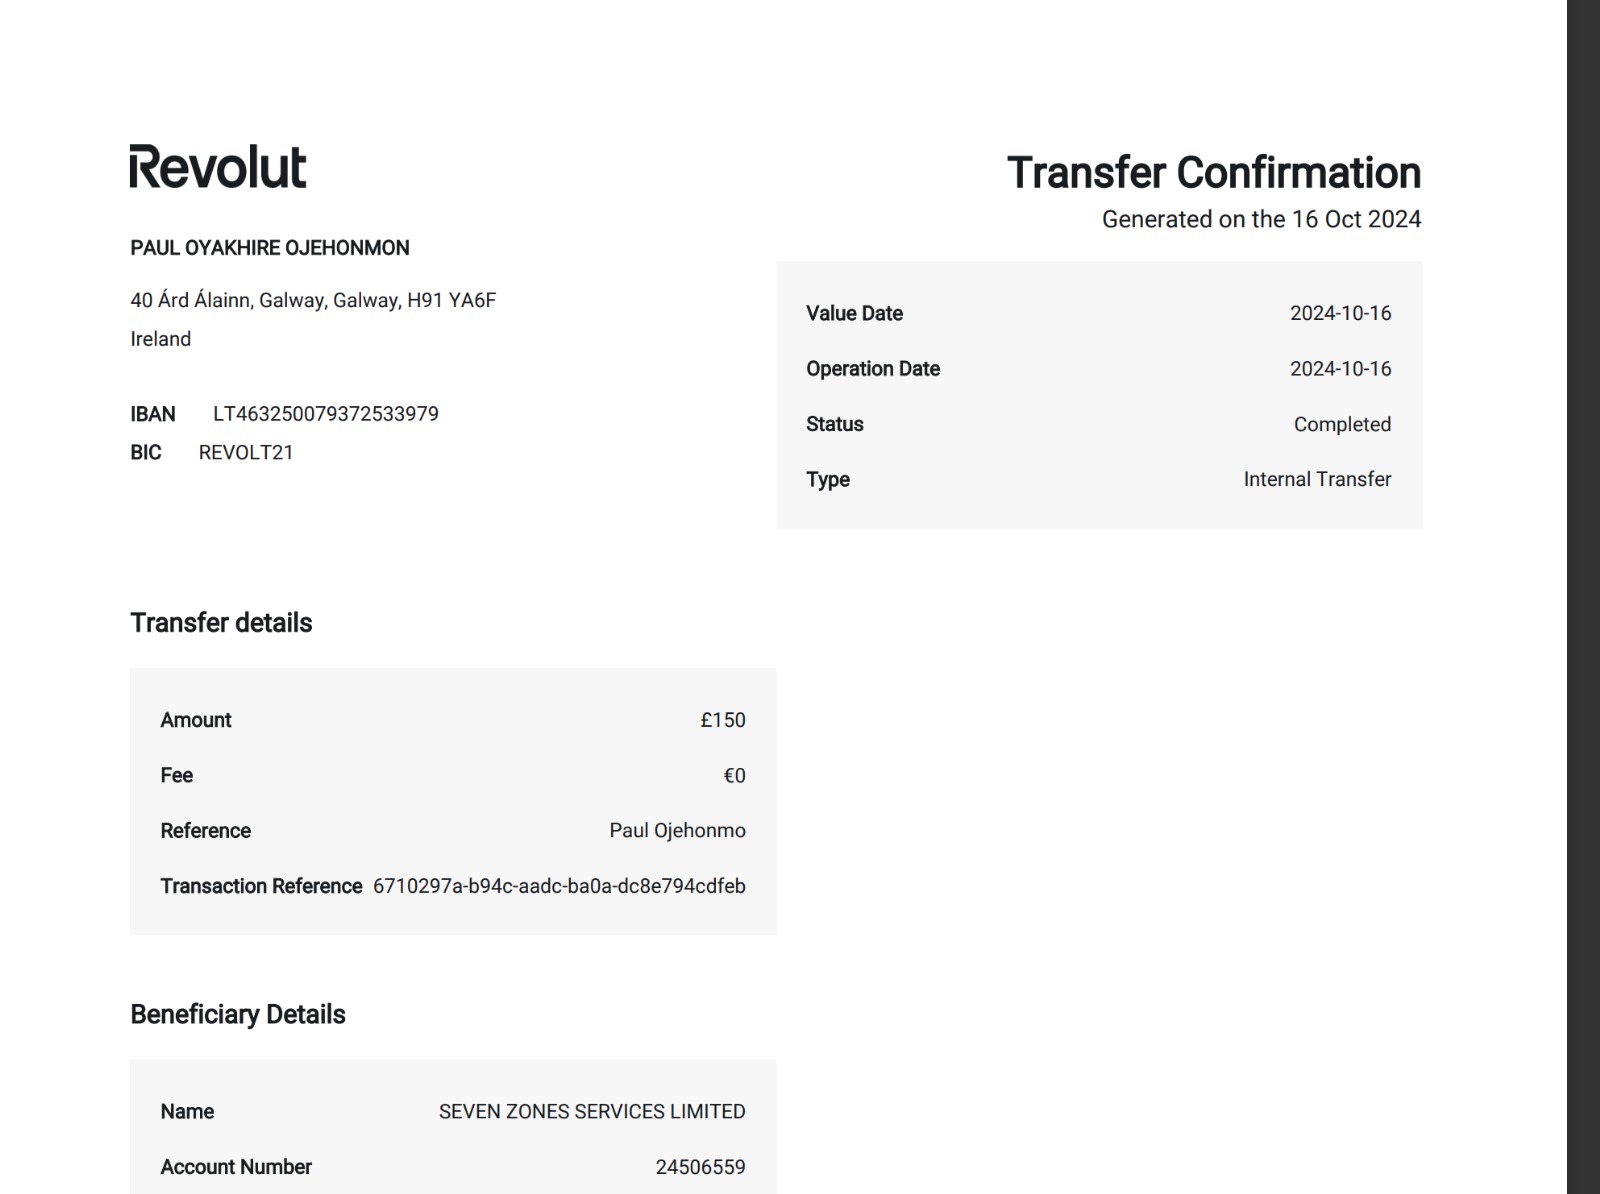 Revolut
Transfer Confirmation
Generated on the 16 Oct 2024
PAUL OYAKHIRE OJEHONMON
40 Árd Álainn, Galway, Galway, H91 YA6F
Ireland
IBAN LT463250079372533979
BIC REVOLT21
Value Date 2024-10-16
Operation Date 2024-10-16
Status Completed
Type Internal Transfer
Transfer details
Amount £150
Fee €0
Reference Paul Ojehonmo
Transaction Reference 6710297a-b94c-aadc-ba0a-dc8e794cdfeb
Beneficiary Details
Name SEVEN ZONES SERVICES LIMITED
Account Number 24506559